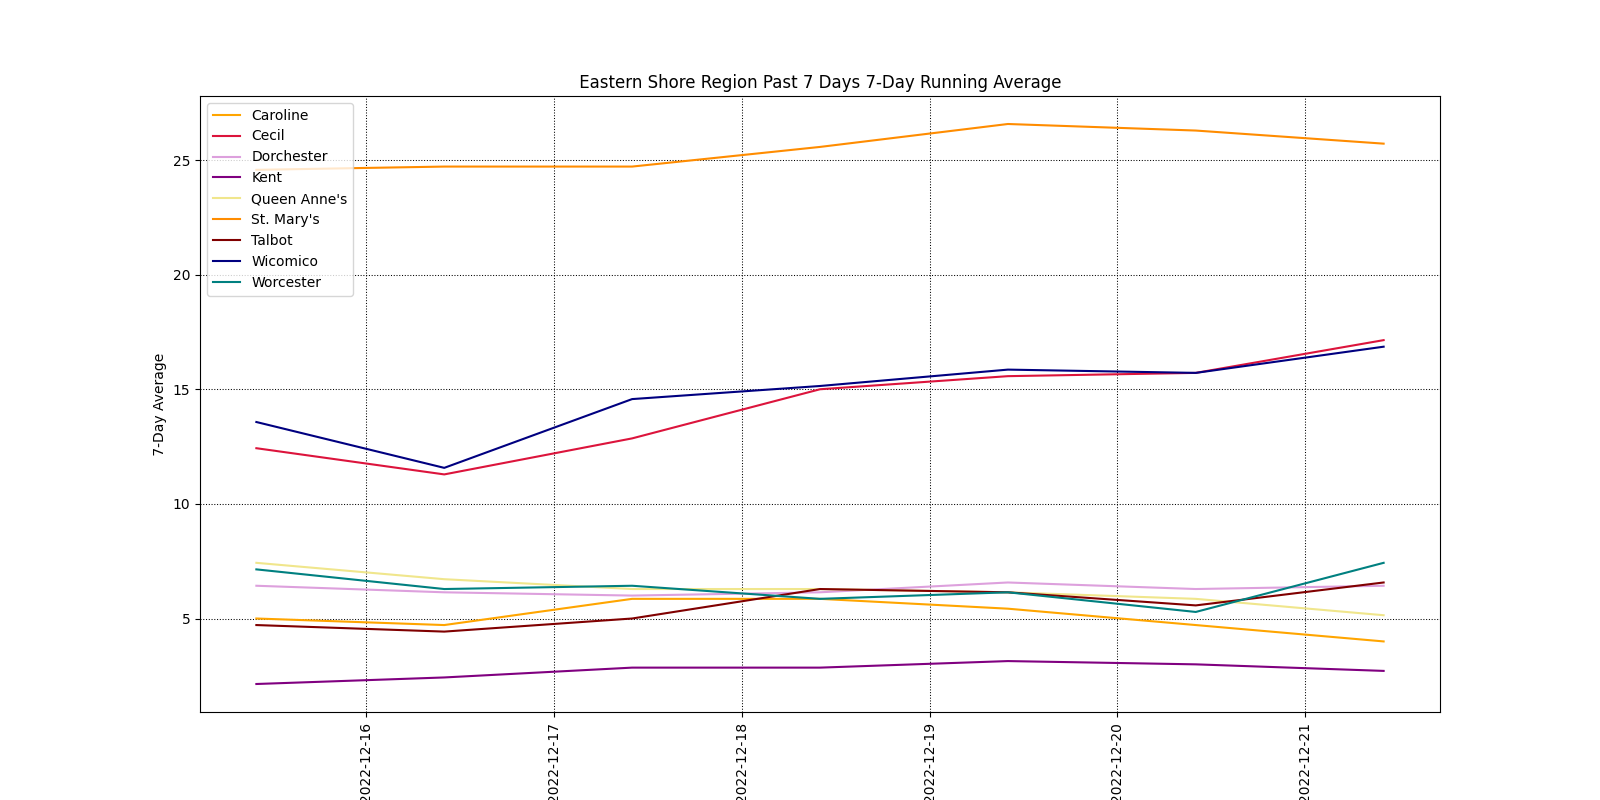 Eastern Shore Region Past 7 Days 7-Day Running Average
Caroline
Cecil
Dorchester
Kent
Queen Anne's
St. Mary's
Talbot
Wicomico
Worcester
25
20
15
10
5
7-Day Average
2022-12-16
2022-12-17
2022-12-18
2022-12-19
2022-12-20
2022-12-21